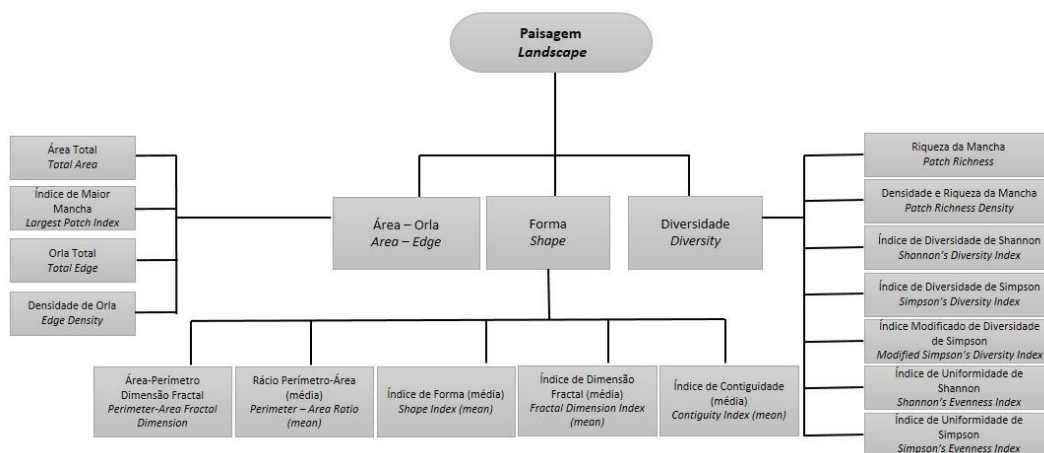 Paisagem
Landscape
Área – Orla
Area – Edge
Forma
Shape
Diversidade
Diversity
Área Total
Total Area
Índice de Maior
Mancha
Largest Patch Index
Orla Total
Total Edge
Densidade de Orla
Edge Density
Área-Perímetro
Dimensão Fractal
Perimeter-Area Fractal
Dimension
Rácio Perímetro-Área
(média)
Perimeter – Area Ratio
(mean)
Índice de Forma (média)
Shape Index (mean)
Índice de Dimensão
Fractal (média)
Fractal Dimension Index
(mean)
Índice de Contiguidade
(média)
Contiguity Index (mean)
Riqueza da Mancha
Patch Richness
Densidade e Riqueza da Mancha
Patch Richness Density
Índice de Diversidade de Shannon
Shannon's Diversity Index
Índice de Diversidade de Simpson
Simpson's Diversity Index
Índice Modificado de Diversidade
de Simpson
Modified Simpson's Diversity Index
Índice de Uniformidade de
Shannon
Shannon's Evenness Index
Índice de Uniformidade de
Simpson
Simpson's Evenness Index